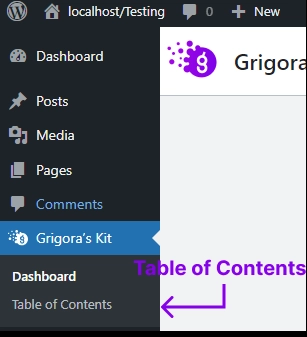 localhost/Testing
0
+ New
Dashboard
Grigora
Posts
Media
Pages
Comments
Grigora's Kit
Dashboard
Table of Contents
Table of Contents